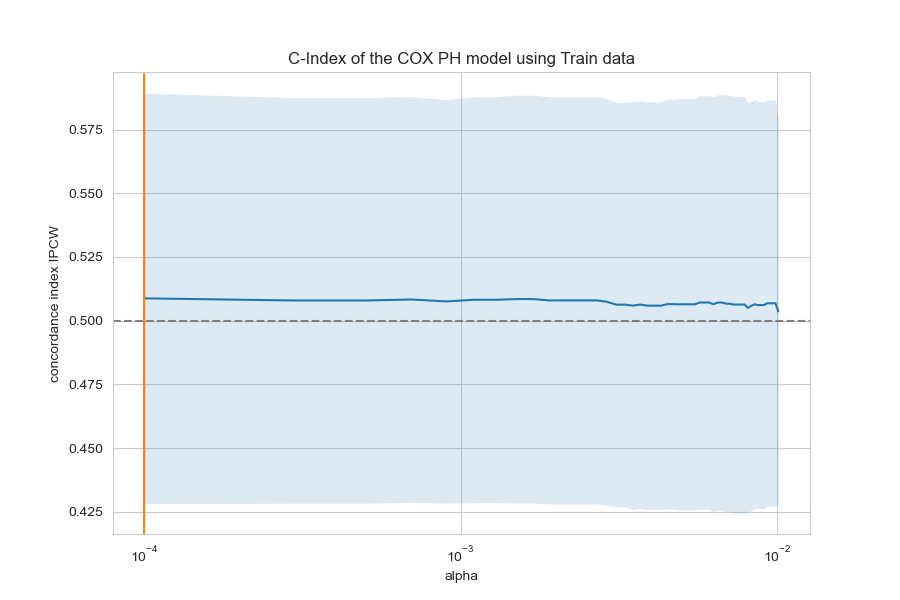 C-Index of the COX PH model using Train data
concordance index IPCW
0.575
0.550
0.525
0.500
0.475
0.450
0.425
10⁻⁴ 10⁻³ 10⁻²
alpha